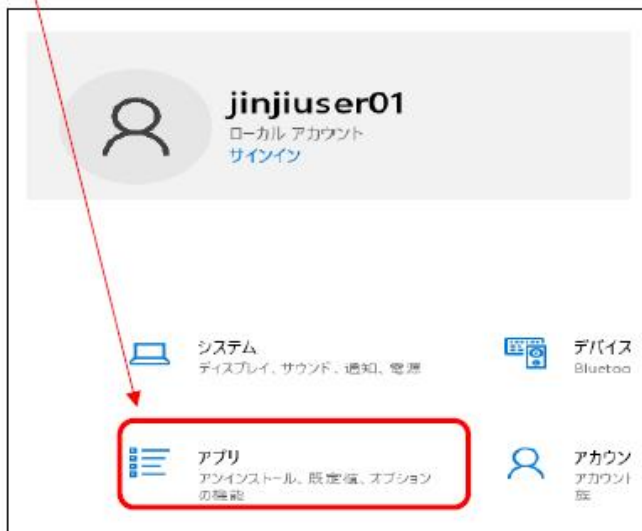 jinjiuser01
ローカル アカウント
サインイン
システム
ディスプレイ、サウンド、通知、電源
デバイス
Bluetoo
アプリ
アンインストール、既定値、オプション
の機能
アカウン
アカウント
族